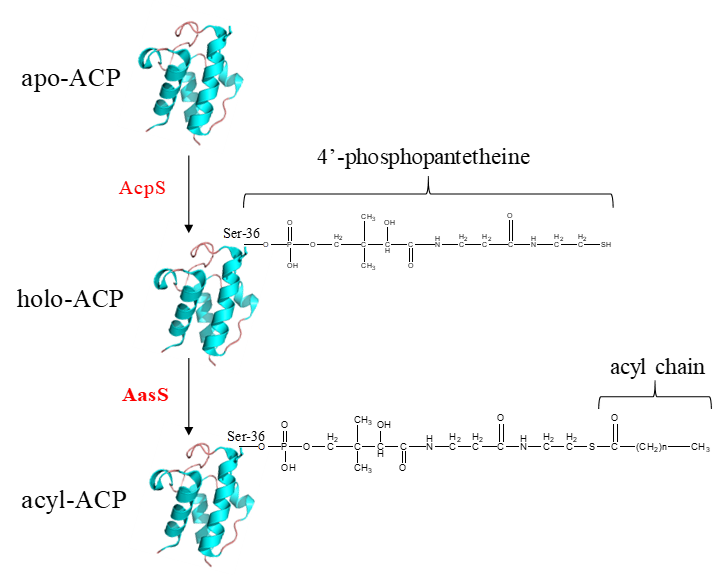 apo-ACP
4’-phosphopantetheine
AcpS
Ser-36
O
O
P
OH
O
H₂
C
CH₃
C
CH₃
OH
C
H
C
O
H
N
H₂
C
H₂
C
O
C
H
N
H₂
C
H₂
C
SH
holo-ACP
acyl chain
AasS
Ser-36
O
O
P
OH
O
H₂
C
CH₃
C
CH₃
OH
C
H
C
O
H
N
H₂
C
H₂
C
O
C
H
N
H₂
C
H₂
C
S
O
C
(CH₂)n
CH₃
acyl-ACP